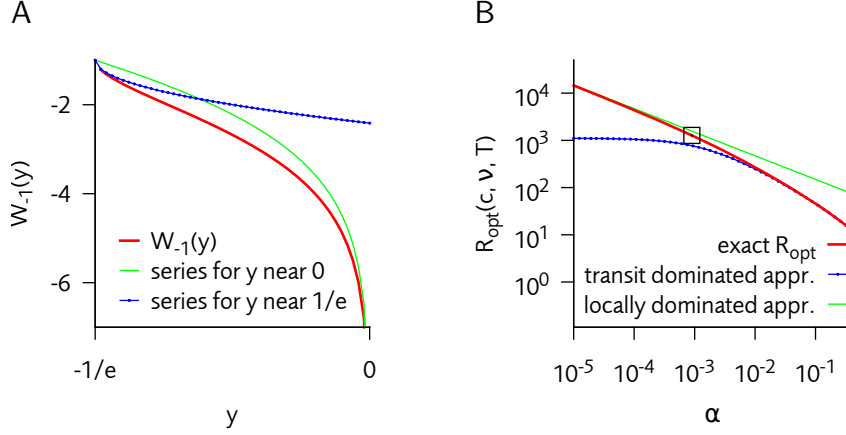 A
W-1(y)
-2
-4
-6
W-1(y)
series for y near 0
series for y near 1/e
-1/e
0
y
B
Ropt(c, ν, T)
10^4
10^3
10^2
10^1
10^0
exact Ropt
transit dominated appr.
locally dominated appr.
10^-5
10^-4
10^-3
10^-2
10^-1
α